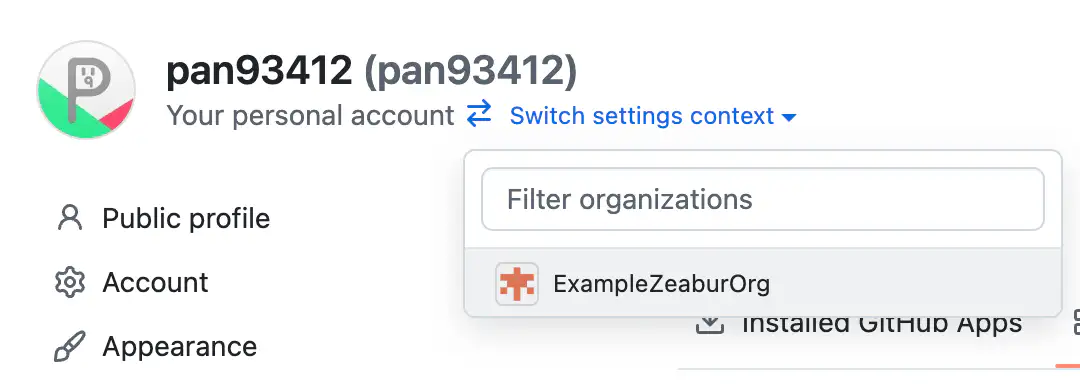 pan93412 (pan93412)
Your personal account Switch settings context
Filter organizations
Public profile
Account
ExampleZeaburOrg
Installed GitHub Apps
Appearance